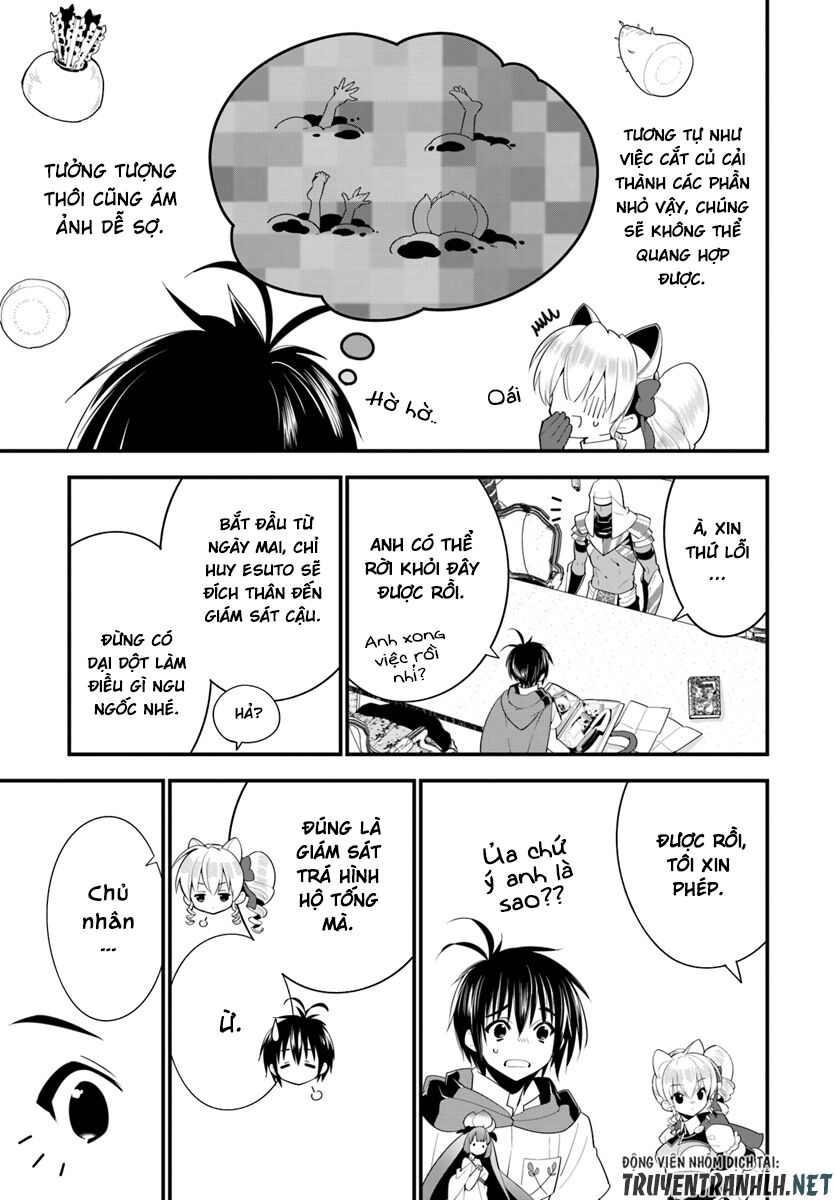 TƯƠNG TỰ NHƯ
VIỆC CẮT CỦ CẢI
THÀNH CÁC PHẦN
NHỎ VẬY, CHÚNG
SẼ KHÔNG THỂ
QUANG HỢP
ĐƯỢC.
TƯỞNG TƯỢNG
THÔI CŨNG ÁM
ẢNH DỄ SỢ.
Oái
Hờ hờ..
À, XIN
THỨ LỖI
...
ANH CÓ THỂ
RỜI KHỎI ĐÂY
ĐƯỢC RỒI.
Anh xong
việc rồi
nhỉ?
BẮT ĐẦU TỪ
NGÀY MAI, CHỈ
HUY ESUTO SẼ
ĐÍCH THÂN ĐẾN
GIÁM SÁT CẬU.
HẢ?
ĐỪNG CÓ
DẠI DỘT LÀM
ĐIỀU GÌ NGU
NGỐC NHÉ.
ĐƯỢC RỒI,
TÔI XIN
PHÉP.
Ủa chứ
ý anh là
sao??
ĐÚNG LÀ
GIÁM SÁT
TRÁ HÌNH
HỘ TỐNG
MÀ.
Ừ.
Chủ
nhân
...
ĐỘNG VIÊN NHÓM DỊCH TẠI:
TRUYENTRANHLH.NET